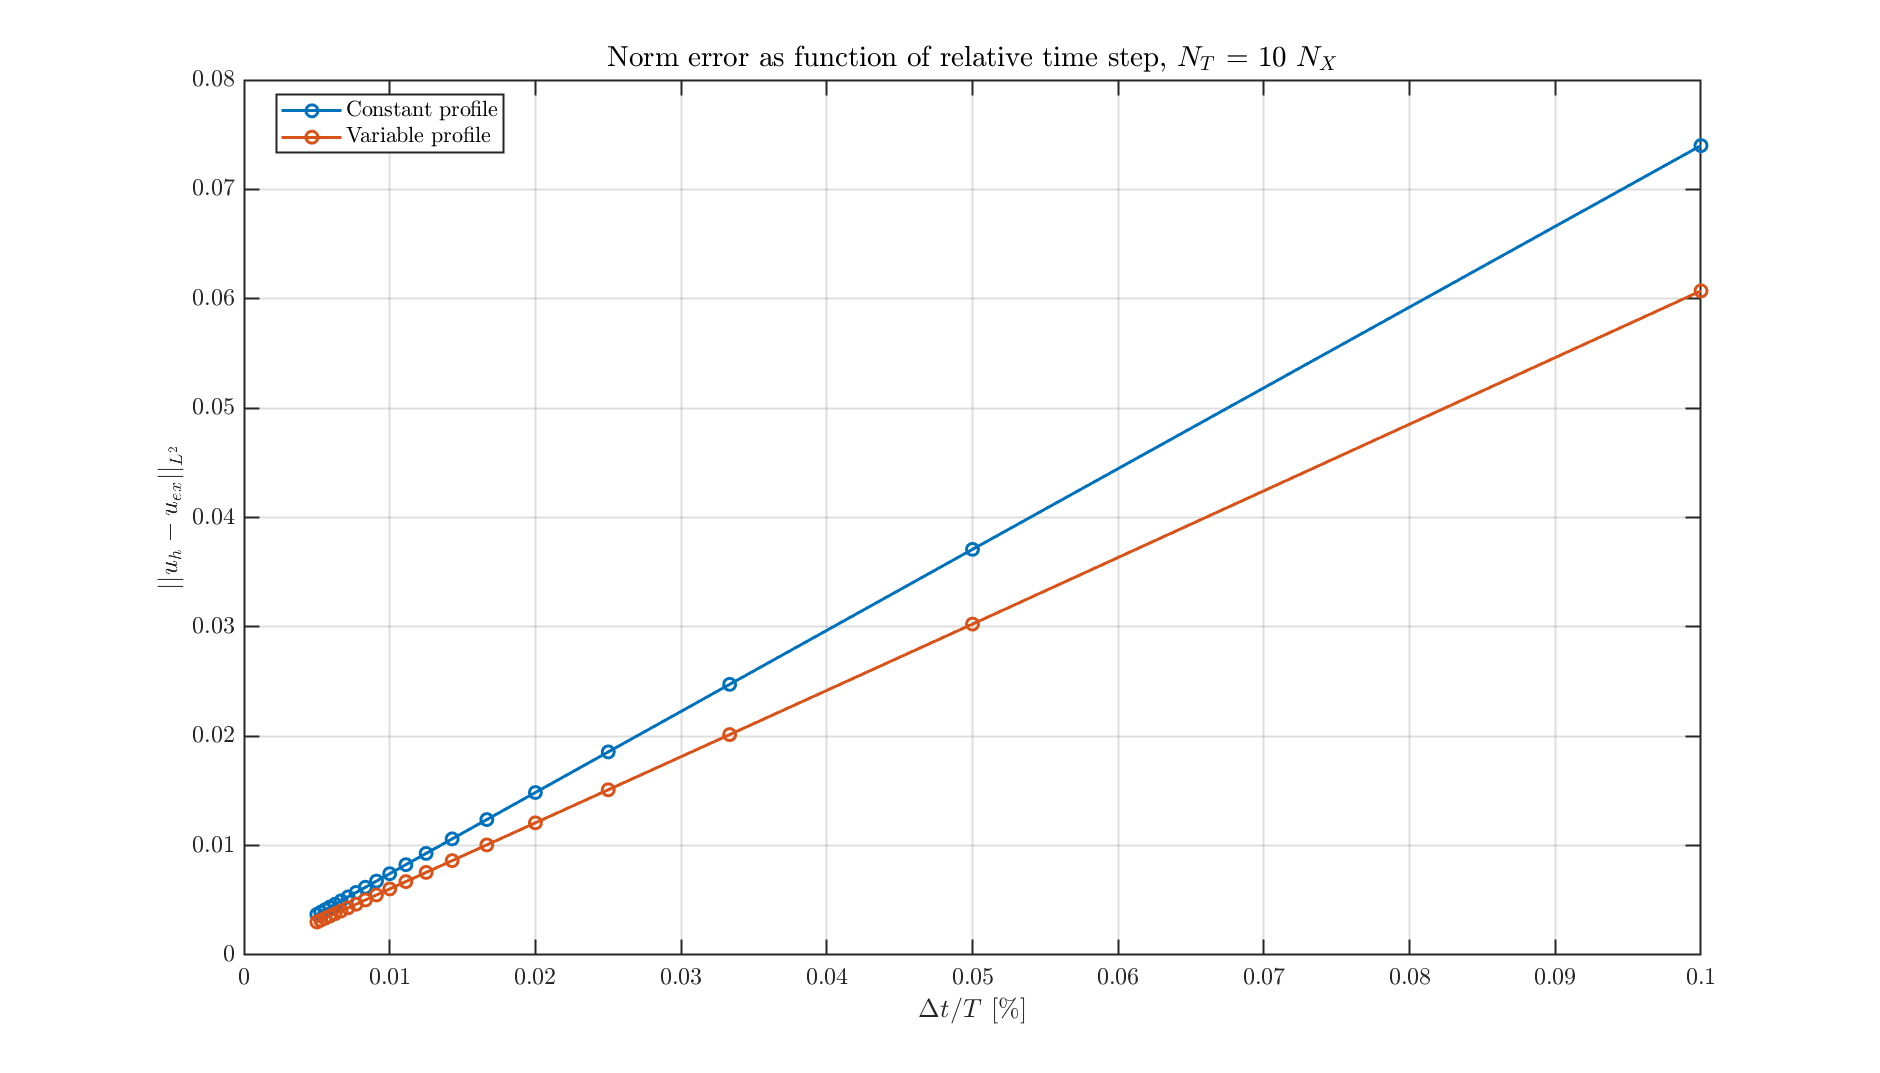 Norm error as function of relative time step, N_T = 10 N_X
Constant profile
Variable profile
0.08
0.07
0.06
0.05
0.04
0.03
0.02
0.01
0
||u_h − u_ex||_L²
0 0.01 0.02 0.03 0.04 0.05 0.06 0.07 0.08 0.09 0.1
Δt/T [%]